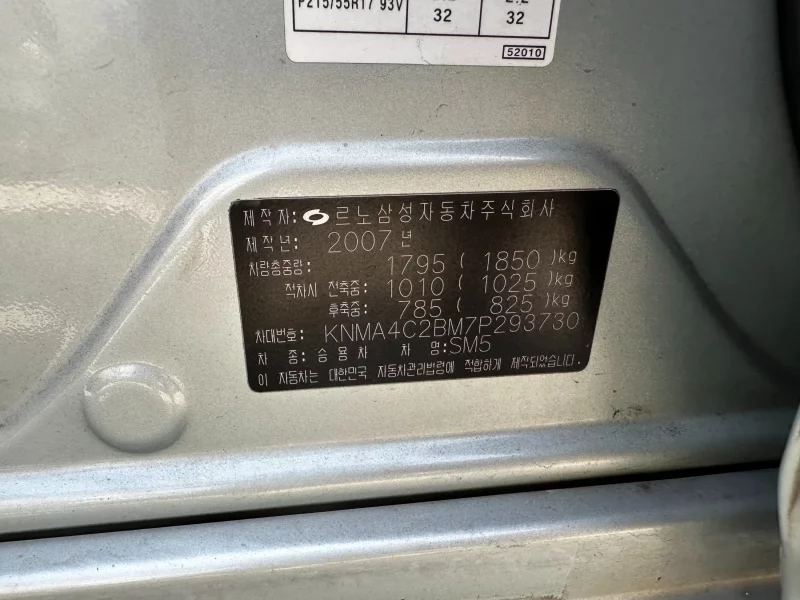 P215/55R17 93V
32 32
52010
제작자: 르노삼성자동차주식회사
제작년: 2007년
차량총중량: 1795 ( 1850)kg
적차시 전축중: 1010 ( 1025)kg
후축중: 785 ( 825)kg
차대번호: KNMA4C2BM7P293730
차 종: 승용차 차 명:SM5
이 자동차는 대한민국 자동차관리법령에 적합하게 제작되었습니다.